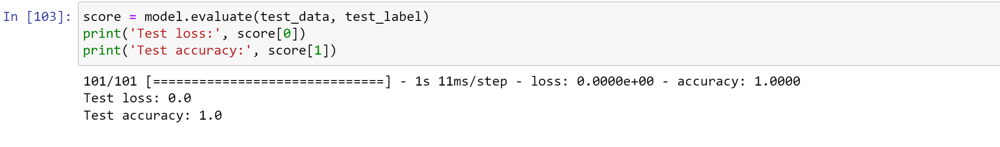 In [103]: score = model.evaluate(test_data, test_label)
print('Test loss:', score[0])
print('Test accuracy:', score[1])
101/101 [==============================] - 1s 11ms/step - loss: 0.0000e+00 - accuracy: 1.0000
Test loss: 0.0
Test accuracy: 1.0